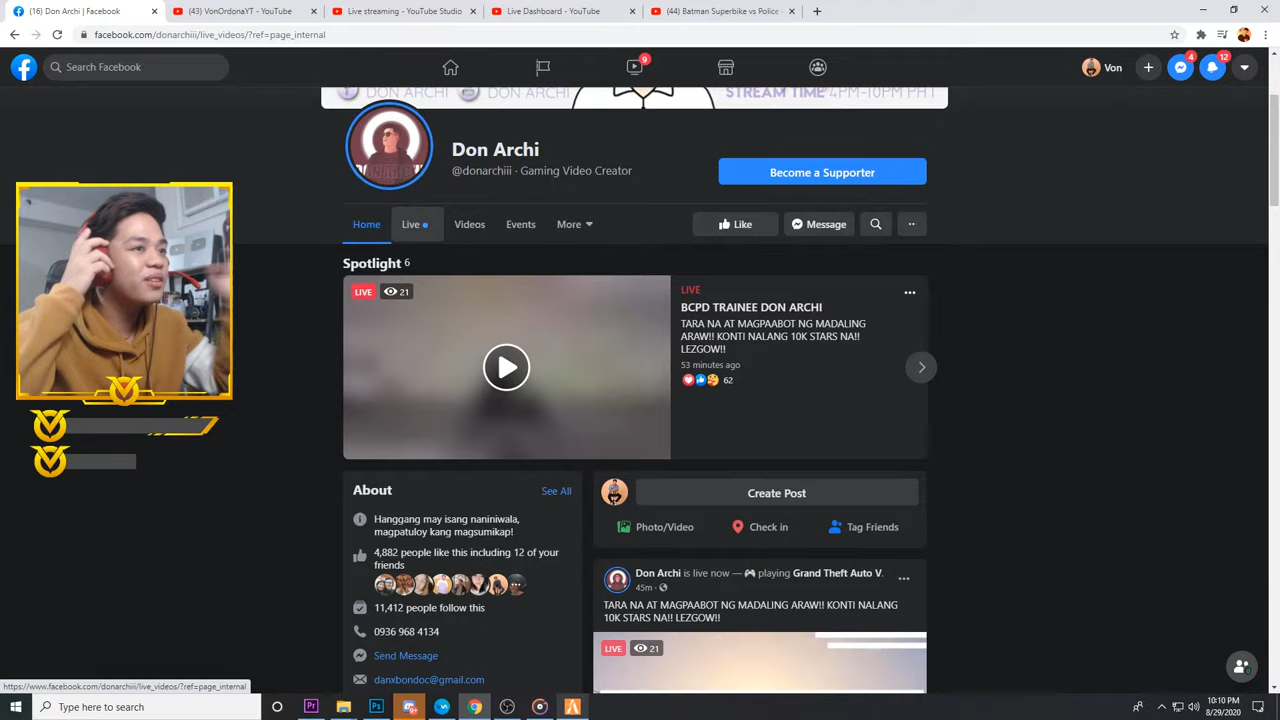 (16) Don Archi | Facebook
(43) VonOrdonaYT - YouTube
Live streaming - YouTube Studio
Live Dashboard - YouTube
(44) Batman Superbike vs Police
facebook.com/donarchiii/live_videos/?ref=page_internal
Search Facebook
9
Von
4
12
DON ARCHI
DON ARCHI
STREAM TIME 4PM-10PM PHT
Don Archi
@donarchiii · Gaming Video Creator
Become a Supporter
Home
Live
Videos
Events
More
Like
Message
Spotlight 6
LIVE
21
LIVE
BCPD TRAINEE DON ARCHI
TARA NA AT MAGPAABOT NG MADALING
ARAW!! KONTI NALANG 10K STARS NA!!
LEZGOW!!
53 minutes ago
62
About
See All
Hanggang may isang naniniwala,
magpatuloy kang magsumikap!
4,882 people like this including 12 of your
friends
11,412 people follow this
0936 968 4134
Send Message
danxbondoc@gmail.com
Create Post
Photo/Video
Check in
Tag Friends
Don Archi is live now — playing Grand Theft Auto V.
45m ·
TARA NA AT MAGPAABOT NG MADALING ARAW!! KONTI NALANG
10K STARS NA!! LEZGOW!!
LIVE
21
https://www.facebook.com/donarchiii/live_videos/?ref=page_internal
Type here to search
10:10 PM
8/29/2020